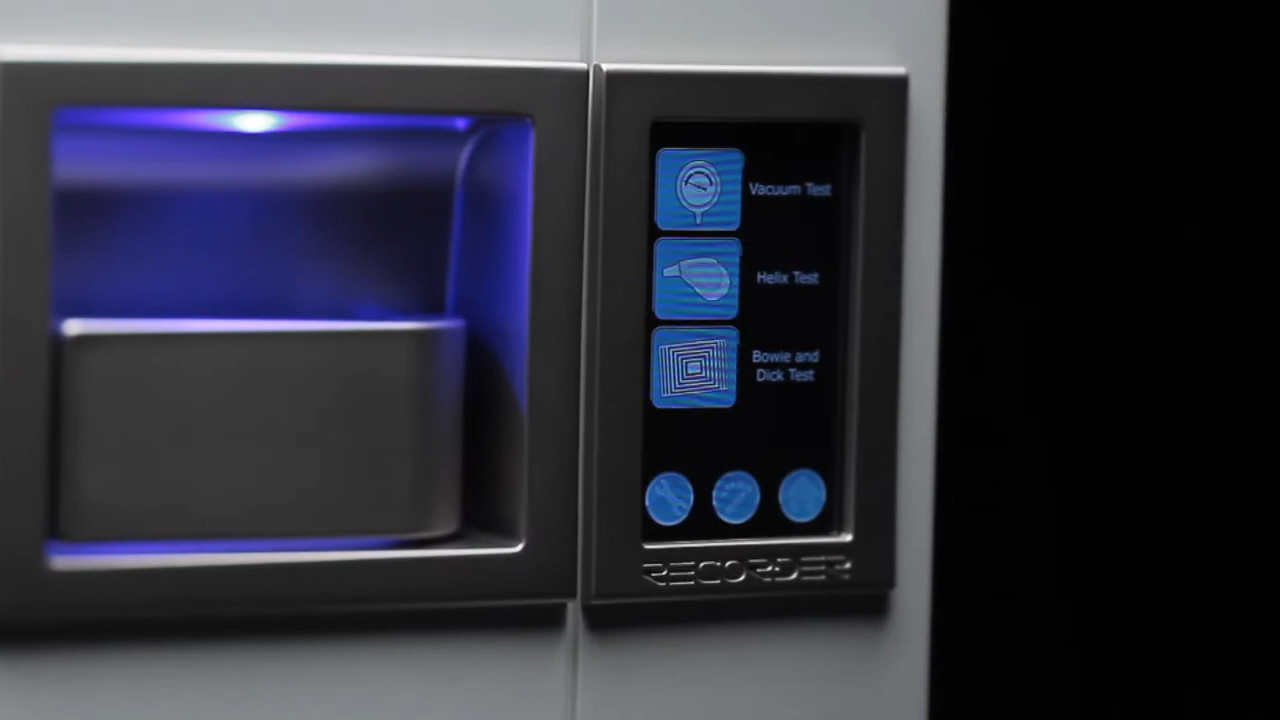 Vacuum Test
Helix Test
Bowie and
Dick Test
RECORDER